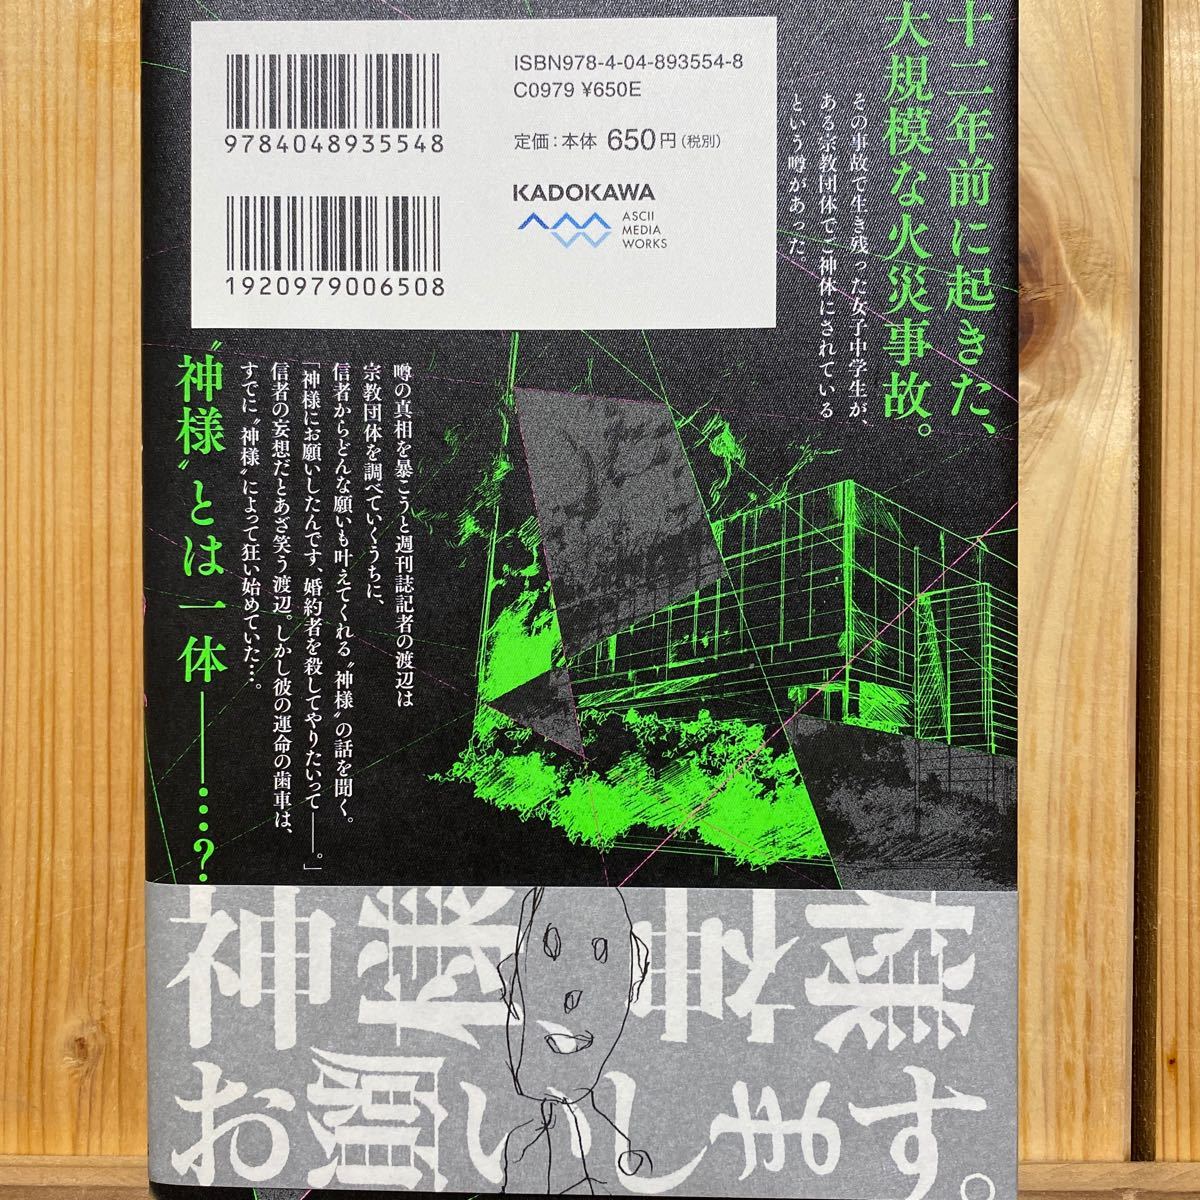 ISBN978-4-04-893554-8
C0979 ¥650E
定価：本体 650円（税別）
KADOKAWA
ASCII
MEDIA
WORKS
9784048935548
1920979006508
十二年前に起きた、
大規模な火災事故。
その事故で生き残った女子中学生が、
ある宗教団体でご神体にされている
という噂があった。
噂の真相を暴こうと週刊誌記者の渡辺は
宗教団体を調べていくうちに、
信者からどんな願いも叶えてくれる〝神様〟の話を聞く。
「神様にお願いしたんです、婚約者を殺してやりたいって――。」
信者の妄想だとあざ笑う渡辺。しかし彼の運命の歯車は、
すでに〝神様〟によって狂い始めていた…。
〝神様〟とは一体――…？
神様神様
お願いします。